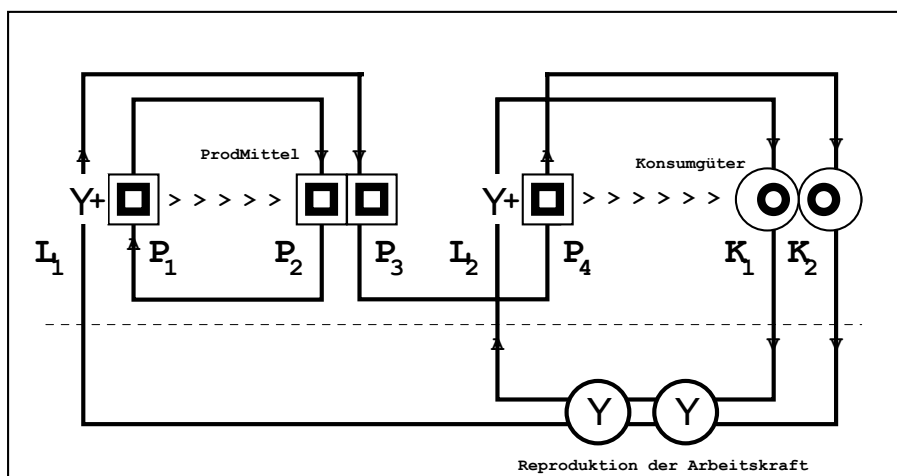 ProdMittel
Konsumgüter
Y+ > > > > > >
Y+ > > > > > >
L1 P1 P2 P3 L2 P4 K1 K2
Y Y
Reproduktion der Arbeitskraft